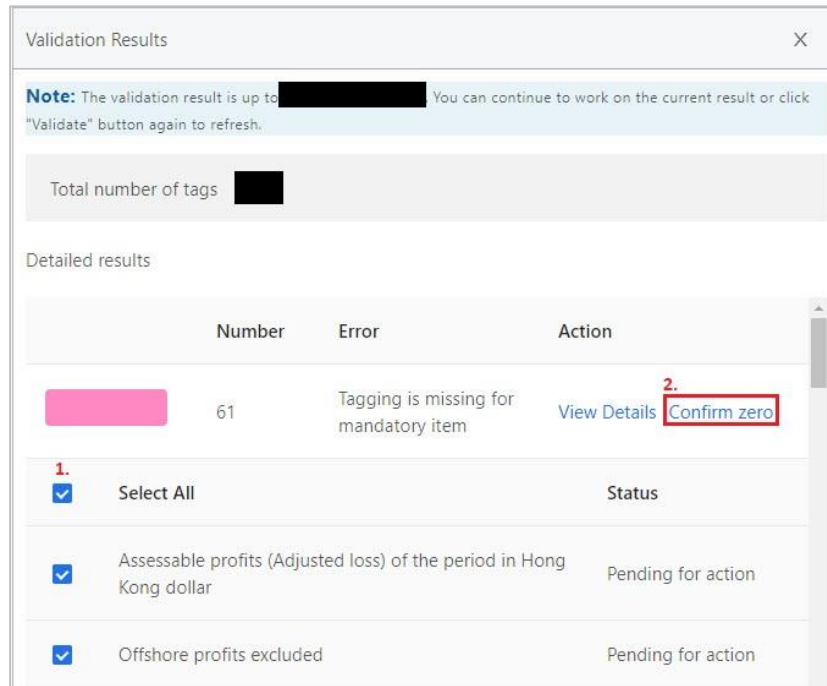 Validation Results X
Note: The validation result is up to . You can continue to work on the current result or click
"Validate" button again to refresh.
Total number of tags
Detailed results
Number Error Action
61 Tagging is missing for mandatory item View Details 2. Confirm zero
1.
Select All Status
Assessable profits (Adjusted loss) of the period in Hong
Kong dollar Pending for action
Offshore profits excluded Pending for action